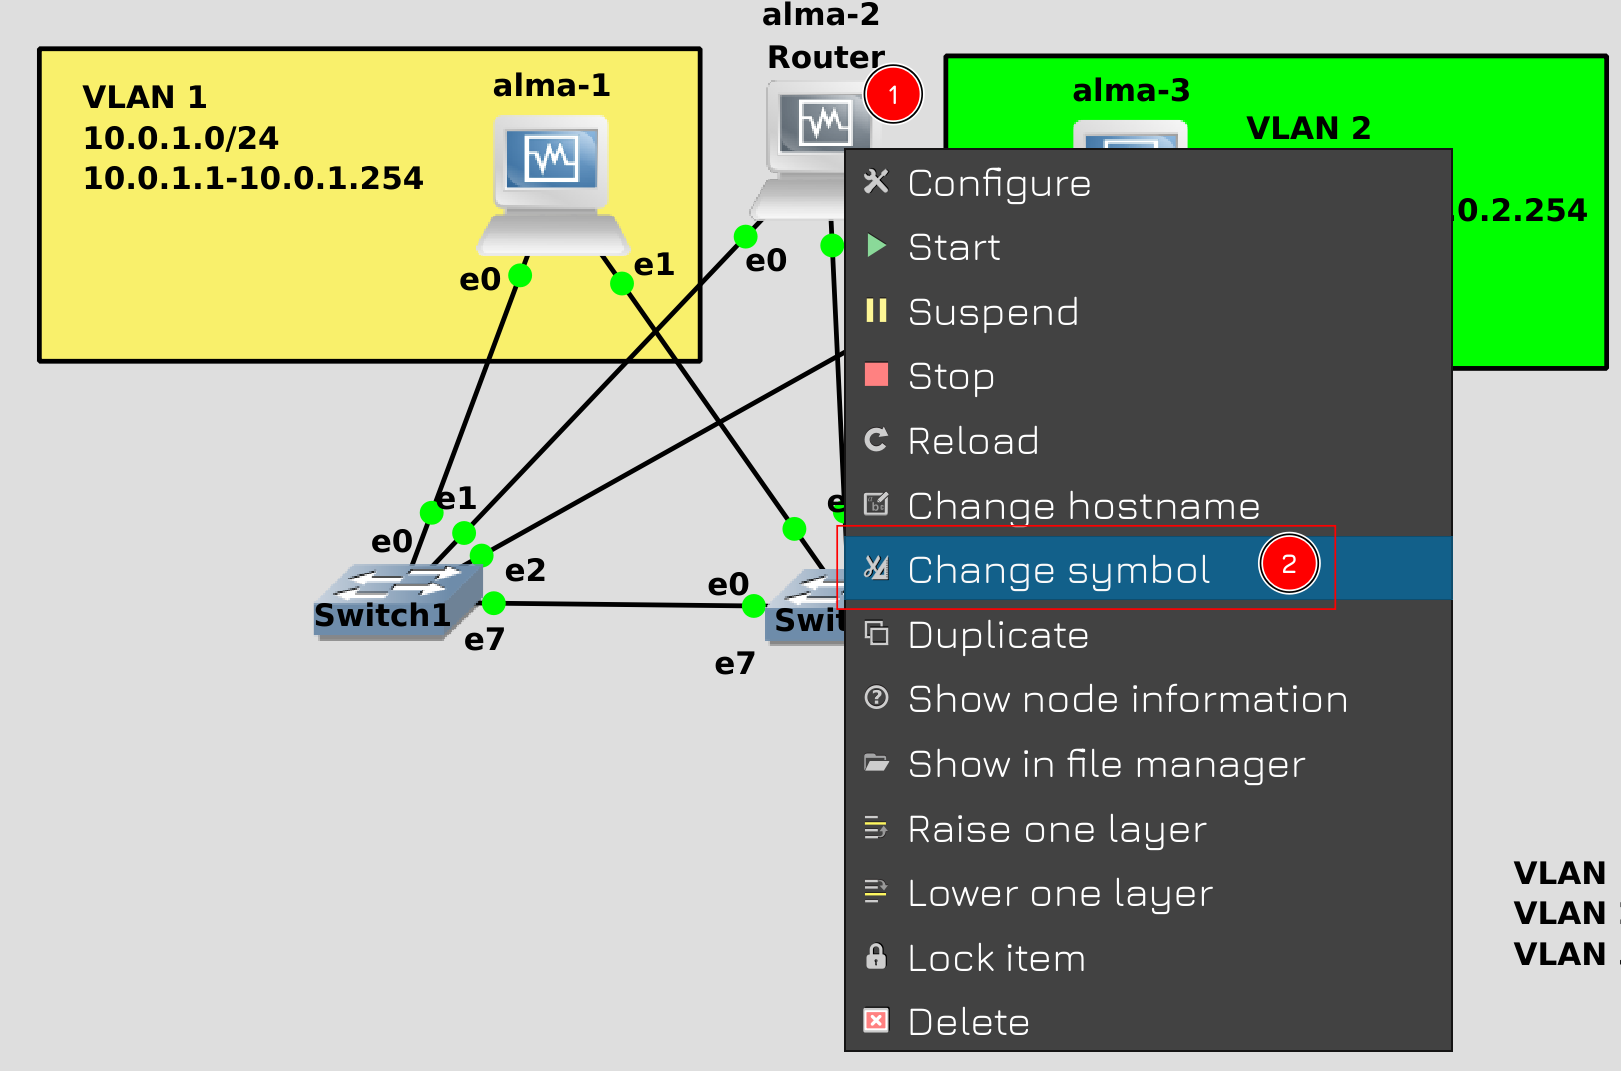 alma-2
Router
1
VLAN 1
10.0.1.0/24
10.0.1.1-10.0.1.254
alma-1
alma-3
VLAN 2
0.2.254
e0
e1
e0
Configure
Start
Suspend
Stop
Reload
Change hostname
Change symbol
2
Duplicate
Show node information
Show in file manager
Raise one layer
Lower one layer
Lock item
Delete
e1
e0
e2
e0
Switch1
e7
e7
VLAN
VLAN
VLAN